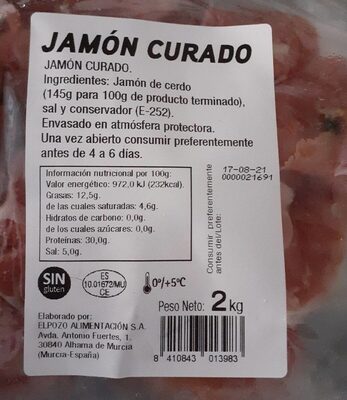 JAMÓN CURADO
JAMÓN CURADO.
Ingredientes: Jamón de cerdo
(145g para 100g de producto terminado),
sal y conservador (E-252).
Envasado en atmósfera protectora.
Una vez abierto consumir preferentemente
antes de 4 a 6 días.
Información nutricional por 100g:
Valor energético: 972,0 kJ (232kcal).
Grasas: 12,5g.
de las cuales saturadas: 4,6g.
Hidratos de carbono: 0,0g.
de los cuales azúcares: 0,0g.
Proteínas: 30,0g.
Sal: 5,0g.
Consumir preferentemente
antes del/Lote:
17-08-21
0000021691
SIN
gluten
ES
10.01672/MU
CE
0º/+5ºC
Peso Neto: 2 kg
Elaborado por:
ELPOZO ALIMENTACIÓN S.A.
Avda. Antonio Fuertes, 1.
30840 Alhama de Murcia
(Murcia-España)
8 410843 013983